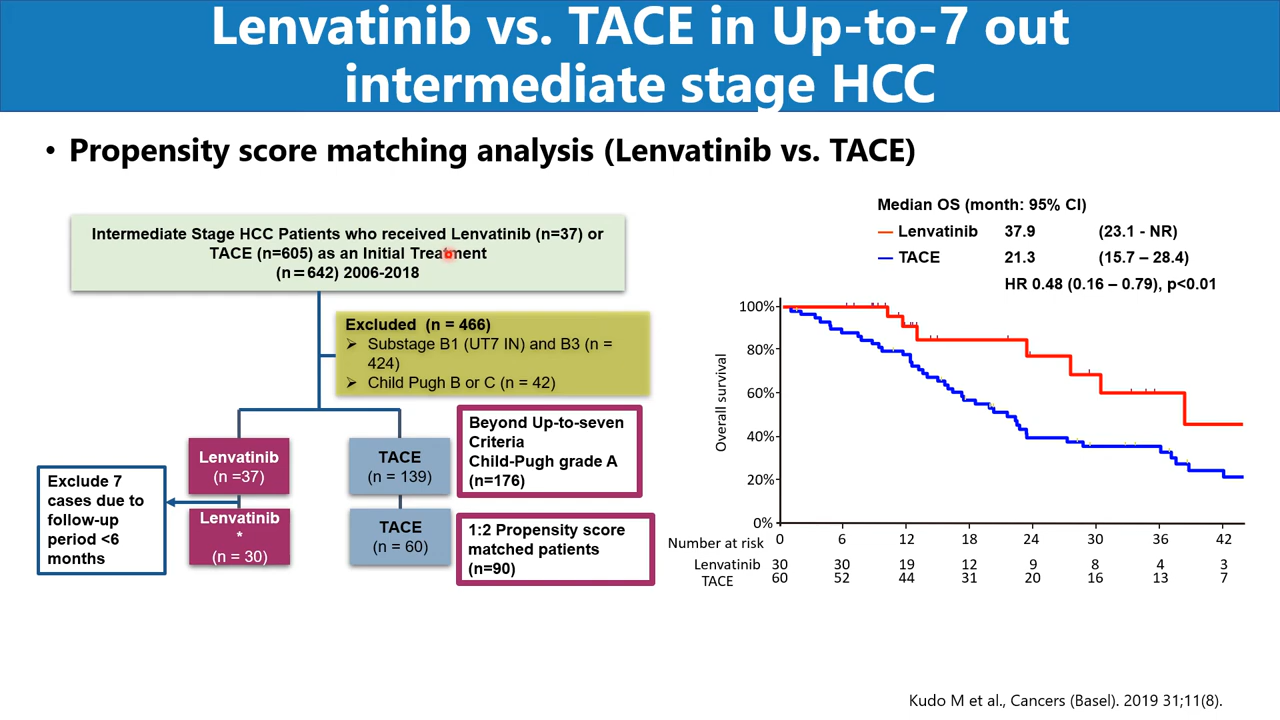 Lenvatinib vs. TACE in Up-to-7 out
intermediate stage HCC
• Propensity score matching analysis (Lenvatinib vs. TACE)
Intermediate Stage HCC Patients who received Lenvatinib (n=37) or
TACE (n=605) as an Initial Treatment
(n=642) 2006-2018
Excluded (n = 466)
➢ Substage B1 (UT7 IN) and B3 (n =
424)
➢ Child Pugh B or C (n = 42)
Lenvatinib
(n =37)
TACE
(n = 139)
Beyond Up-to-seven
Criteria
Child-Pugh grade A
(n=176)
Exclude 7
cases due to
follow-up
period <6
months
Lenvatinib
*
(n = 30)
TACE
(n = 60)
1:2 Propensity score
matched patients
(n=90)
Median OS (month: 95% CI)
Lenvatinib 37.9 (23.1 - NR)
TACE 21.3 (15.7 – 28.4)
HR 0.48 (0.16 – 0.79), p<0.01
Overall survival
100%
80%
60%
40%
20%
0%
0 6 12 18 24 30 36 42
Number at risk
Lenvatinib 30 30 19 12 9 8 4 3
TACE 60 52 44 31 20 16 13 7
Kudo M et al., Cancers (Basel). 2019 31;11(8).